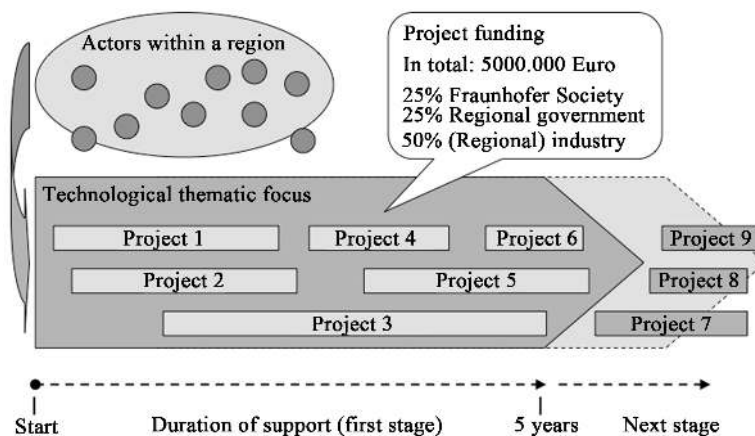 Actors within a region
Project funding
In total: 5000.000 Euro
25% Fraunhofer Society
25% Regional government
50% (Regional) industry
Technological thematic focus
Project 1
Project 4
Project 6
Project 9
Project 2
Project 5
Project 8
Project 3
Project 7
Start
Duration of support (first stage)
5 years
Next stage